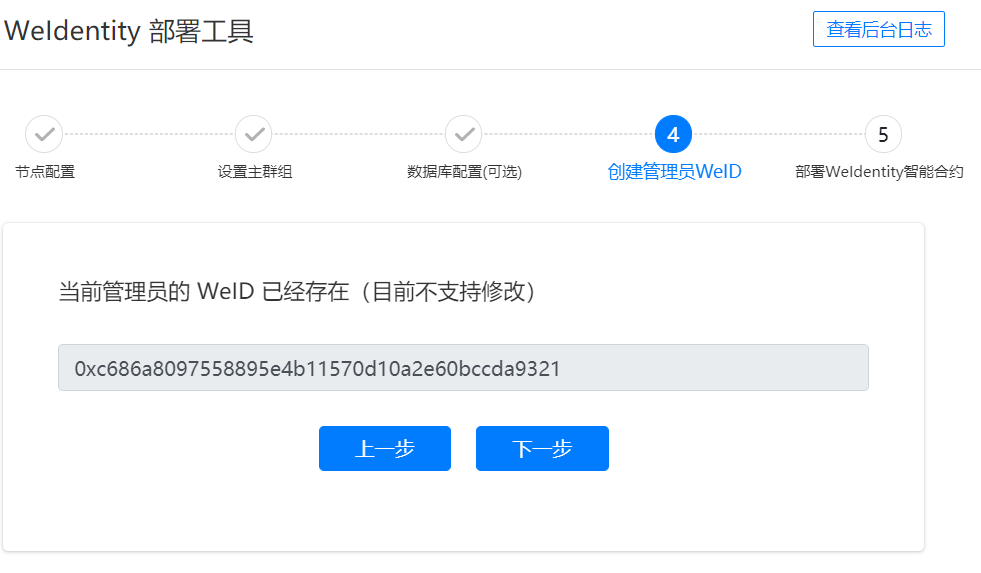 WeIdentity 部署工具
查看后台日志
4
5
节点配置
设置主群组
数据库配置(可选)
创建管理员WeID
部署WeIdentity智能合约
当前管理员的 WeID 已经存在（目前不支持修改）
0xc686a8097558895e4b11570d10a2e60bccda9321
上一步
下一步